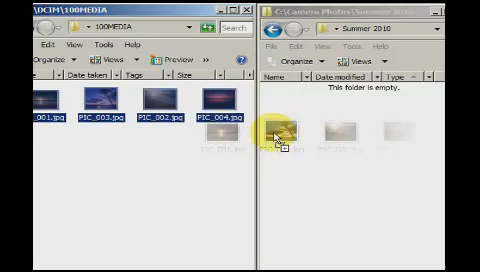 \DCIM\100MEDIA
100MEDIA
Search
Edit View Tools Help
Organize Views Preview »
Date taken Tags Size
_001.jpg PIC_003.jpg PIC_002.jpg PIC_004.jpg
C:\Camera Photos\Summer 2010
Summer 2010
File Edit View Tools Help
Organize Views
Name Date modified Type
This folder is empty.